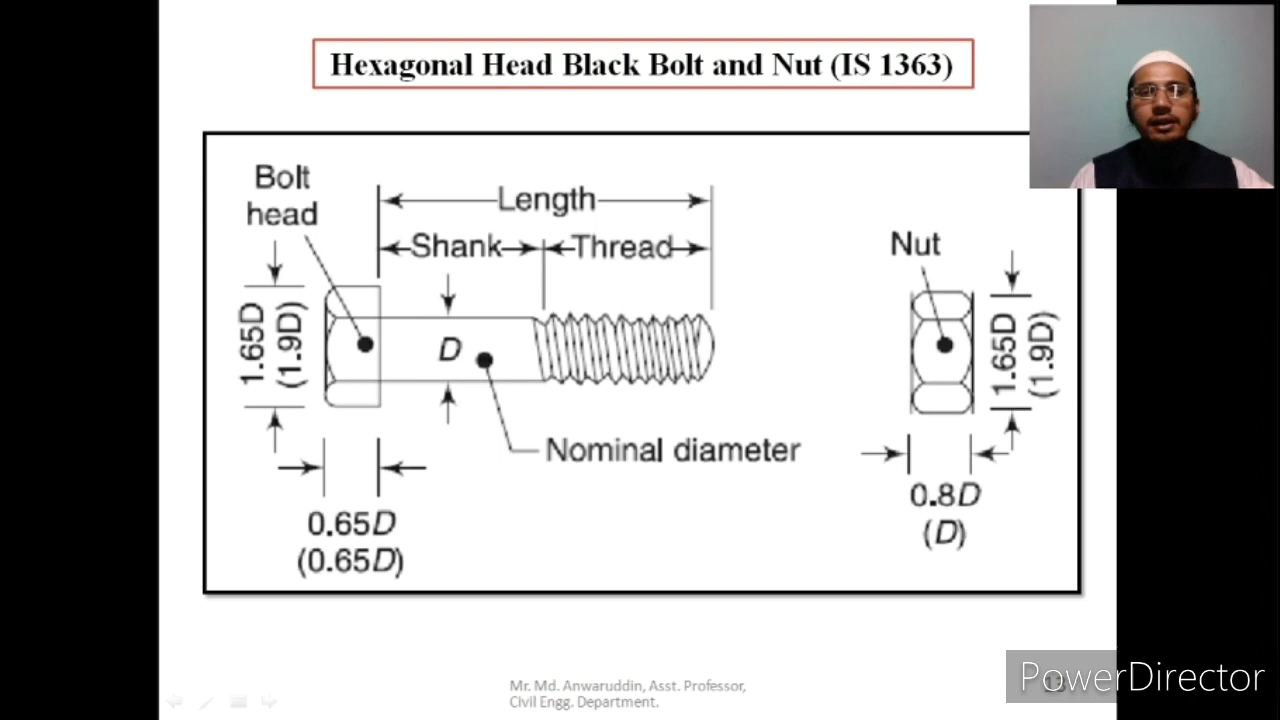 Hexagonal Head Black Bolt and Nut (IS 1363)
Bolt
head
Length
Shank
Thread
Nut
1.65D
(1.9D)
D
1.65D
(1.9D)
Nominal diameter
0.65D
(0.65D)
0.8D
(D)
Mr. Md. Anwaruddin, Asst. Professor,
Civil Engg. Department.
PowerDirector